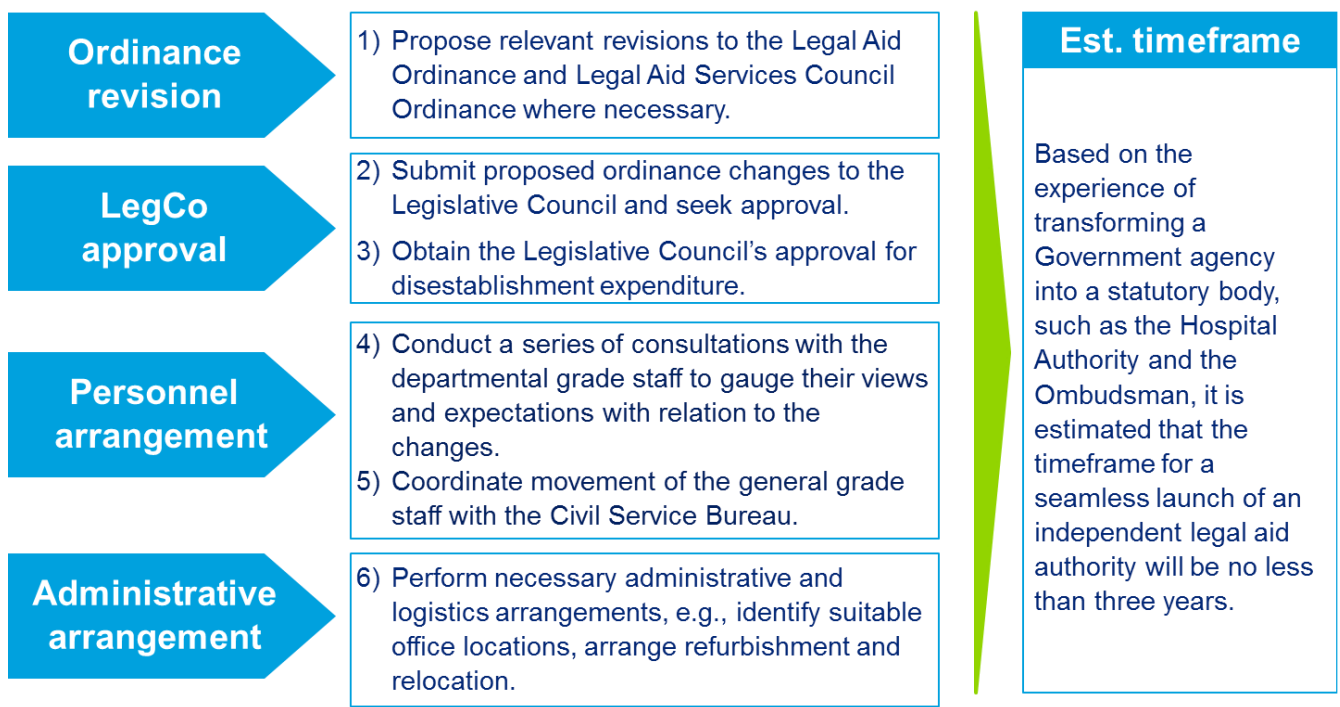 Ordinance
revision
1) Propose relevant revisions to the Legal Aid
Ordinance and Legal Aid Services Council
Ordinance where necessary.
LegCo
approval
2) Submit proposed ordinance changes to the
Legislative Council and seek approval.
3) Obtain the Legislative Council's approval for
disestablishment expenditure.
Personnel
arrangement
4) Conduct a series of consultations with the
departmental grade staff to gauge their views
and expectations with relation to the
changes.
5) Coordinate movement of the general grade
staff with the Civil Service Bureau.
Administrative
arrangement
6) Perform necessary administrative and
logistics arrangements, e.g., identify suitable
office locations, arrange refurbishment and
relocation.
Est. timeframe
Based on the
experience of
transforming a
Government agency
into a statutory body,
such as the Hospital
Authority and the
Ombudsman, it is
estimated that the
timeframe for a
seamless launch of an
independent legal aid
authority will be no less
than three years.